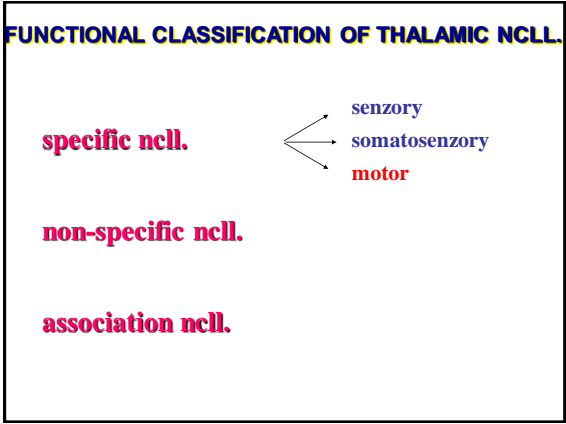 FUNCTIONAL CLASSIFICATION OF THALAMIC NCLL.
senzory
specific ncll.
somatosenzory
motor
non-specific ncll.
association ncll.